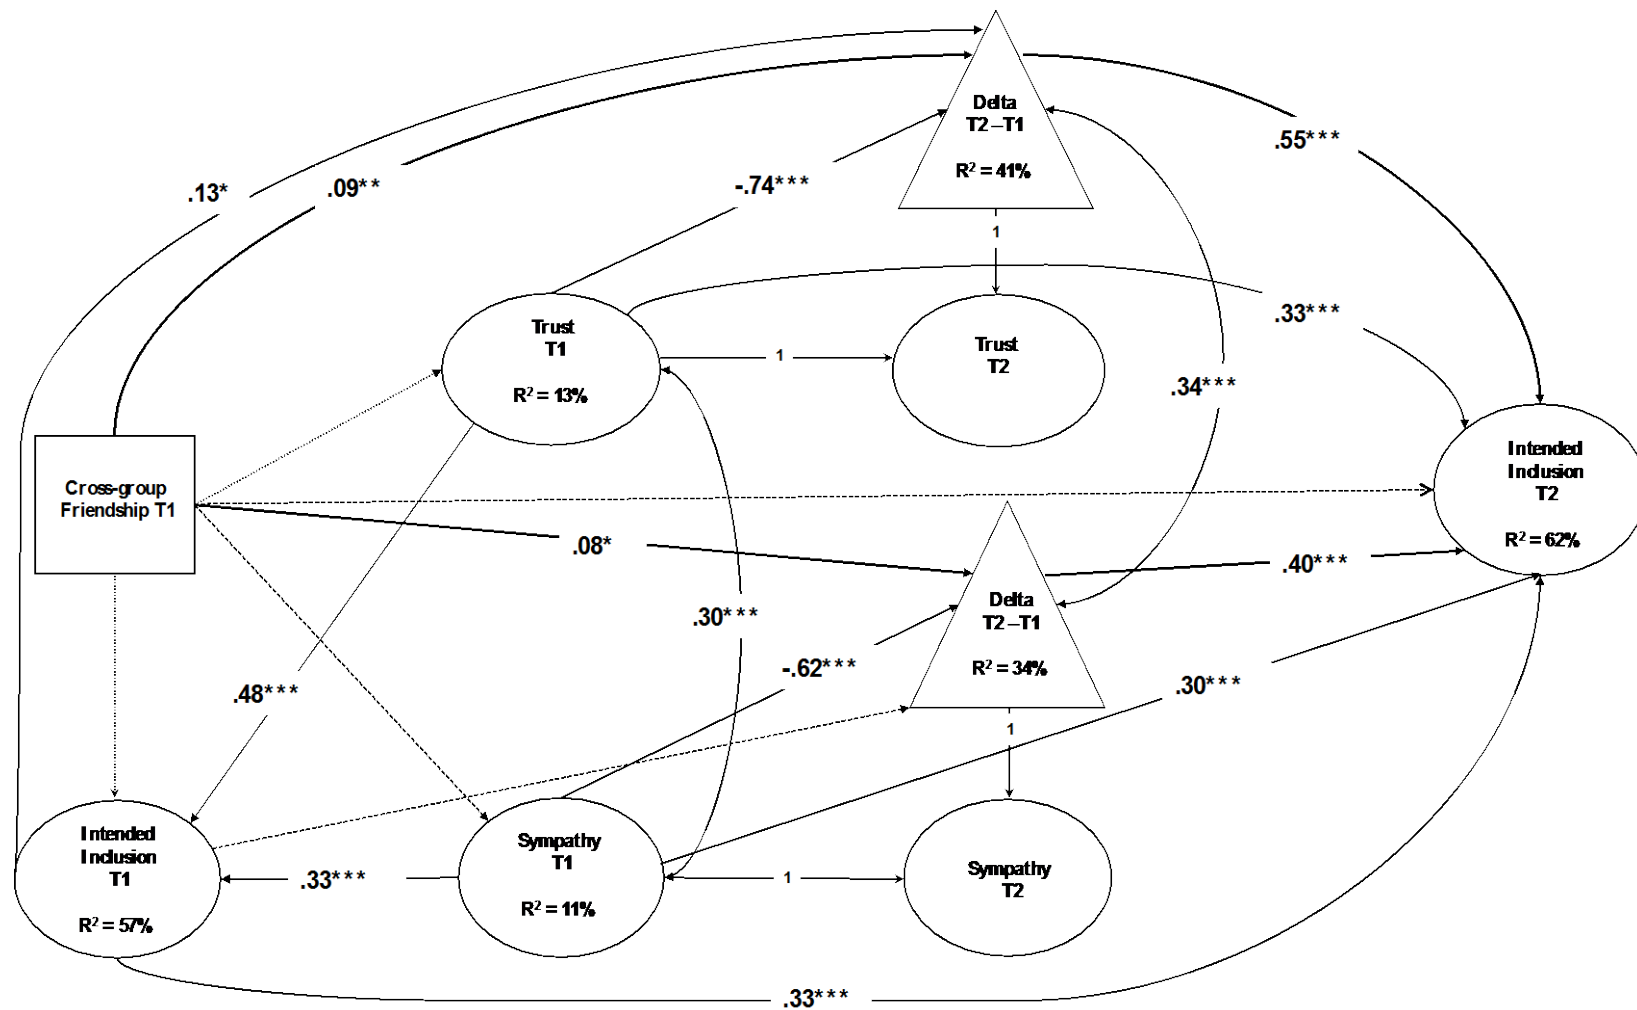 Delta
T2 – T1
R² = 41%
.55***
.13*
.09**
-.74***
1
.33***
Trust
T1
R² = 13%
1
Trust
T2
.34***
Cross-group
Friendship T1
Intended
Inclusion
T2
R² = 62%
.08*
.40***
Delta
T2 – T1
R² = 34%
.30***
-.62***
.48***
.30***
1
Intended
Inclusion
T1
R² = 57%
.33***
Sympathy
T1
R² = 11%
1
Sympathy
T2
.33***